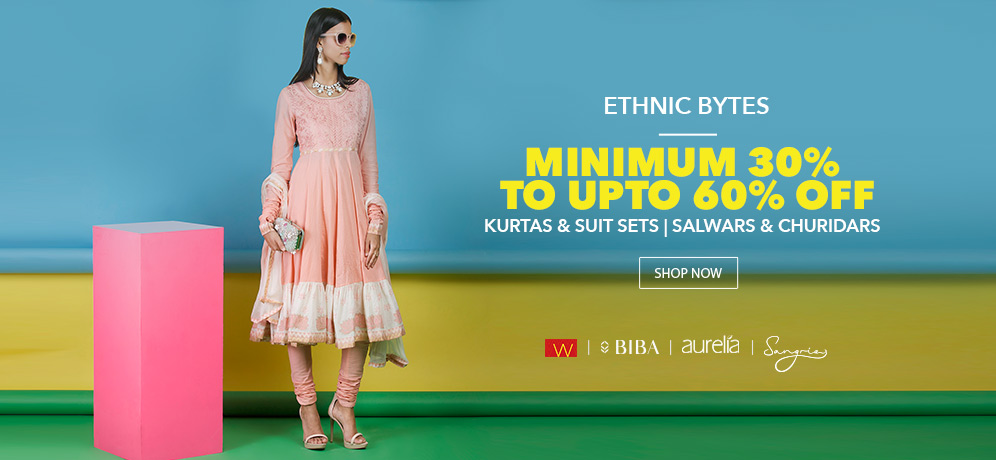 ETHNIC BYTES
MINIMUM 30%
TO UPTO 60% OFF
KURTAS & SUIT SETS | SALWARS & CHURIDARS
SHOP NOW
W | BIBA | aurelia | Sangria